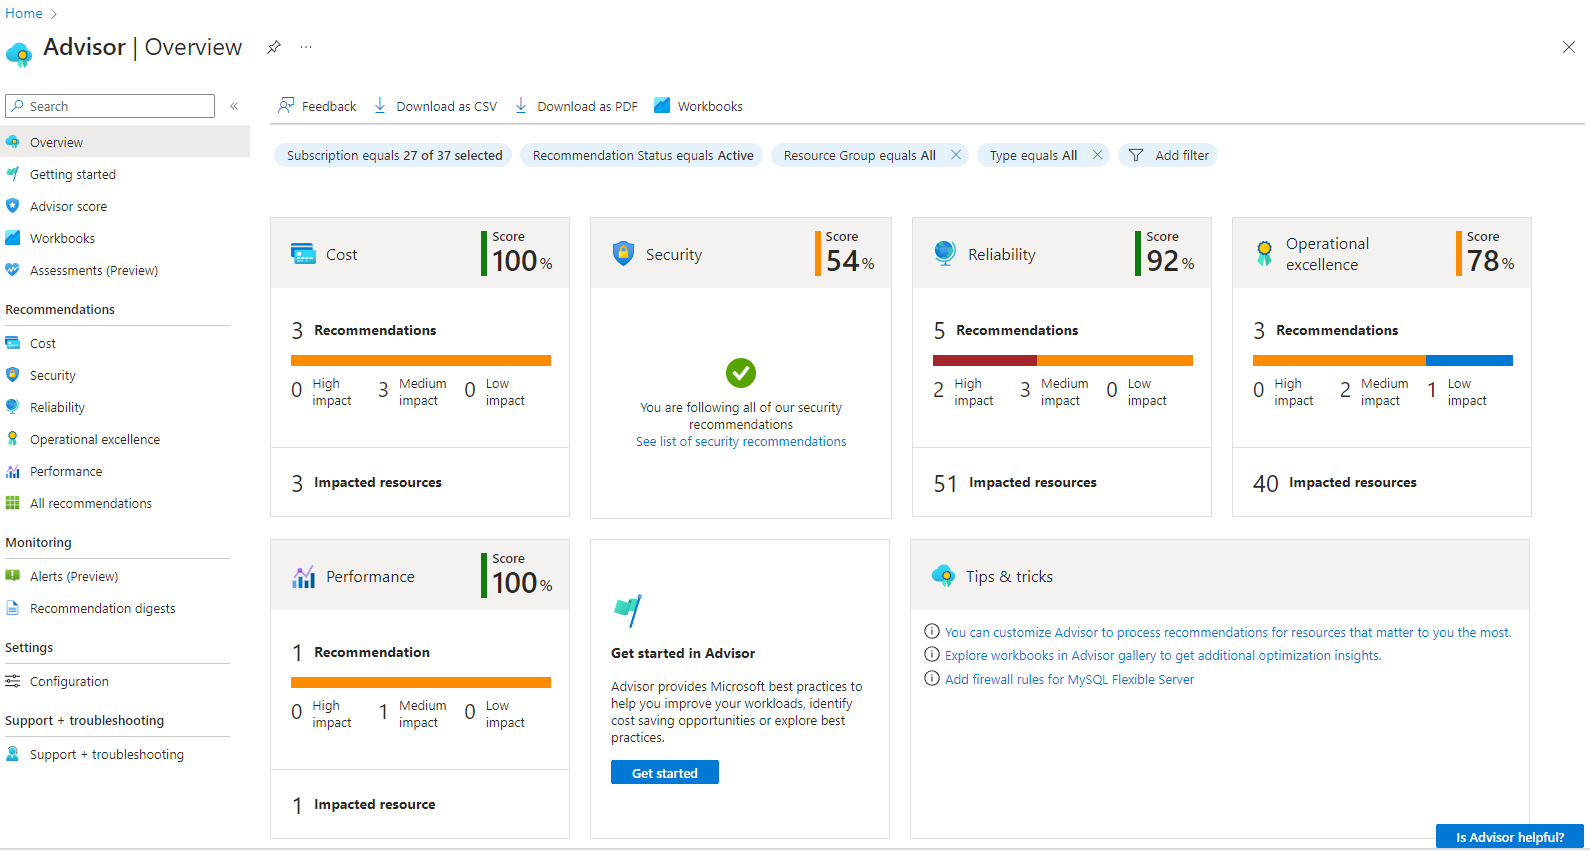 Home
Advisor | Overview
Search
Overview
Getting started
Advisor score
Workbooks
Assessments (Preview)
Recommendations
Cost
Security
Reliability
Operational excellence
Performance
All recommendations
Monitoring
Alerts (Preview)
Recommendation digests
Settings
Configuration
Support + troubleshooting
Support + troubleshooting
Feedback
Download as CSV
Download as PDF
Workbooks
Subscription equals 27 of 37 selected
Recommendation Status equals Active
Resource Group equals All
Type equals All
Add filter
Cost
Score
100 %
3 Recommendations
0 High impact
3 Medium impact
0 Low impact
3 Impacted resources
Security
Score
54 %
You are following all of our security
recommendations
See list of security recommendations
Reliability
Score
92 %
5 Recommendations
2 High impact
3 Medium impact
0 Low impact
51 Impacted resources
Operational
excellence
Score
78 %
3 Recommendations
0 High impact
2 Medium impact
1 Low impact
40 Impacted resources
Performance
Score
100 %
1 Recommendation
0 High impact
1 Medium impact
0 Low impact
1 Impacted resource
Get started in Advisor
Advisor provides Microsoft best practices to
help you improve your workloads, identify
cost saving opportunities or explore best
practices.
Get started
Tips & tricks
You can customize Advisor to process recommendations for resources that matter to you the most.
Explore workbooks in Advisor gallery to get additional optimization insights.
Add firewall rules for MySQL Flexible Server
Is Advisor helpful?